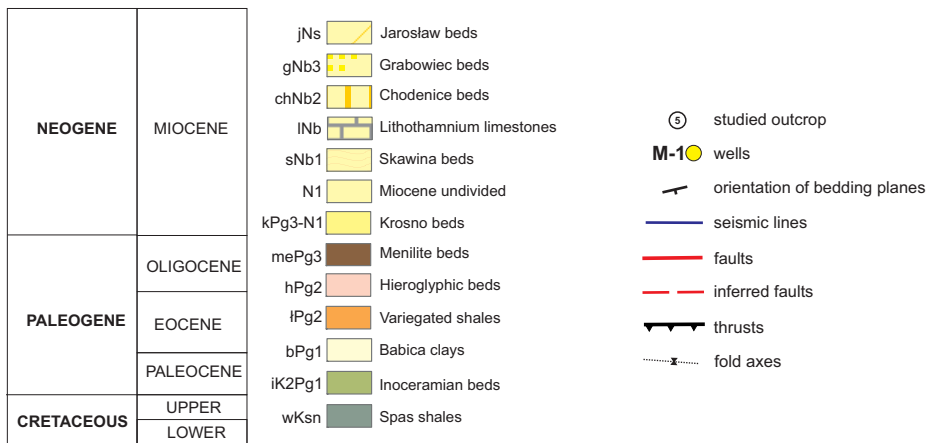 NEOGENE
MIOCENE
PALEOGENE
OLIGOCENE
EOCENE
PALEOCENE
CRETACEOUS
UPPER
LOWER
jNs Jarosław beds
gNb3 Grabowiec beds
chNb2 Chodenice beds
lNb Lithothamnium limestones
sNb1 Skawina beds
N1 Miocene undivided
kPg3-N1 Krosno beds
mePg3 Menilite beds
hPg2 Hieroglyphic beds
łPg2 Variegated shales
bPg1 Babica clays
iK2Pg1 Inoceramian beds
wKsn Spas shales
5 studied outcrop
M-1 wells
orientation of bedding planes
seismic lines
faults
inferred faults
thrusts
fold axes